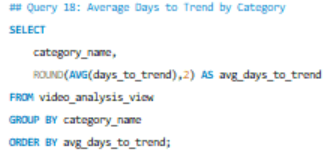 ## Query 18: Average Days to Trend by Category
SELECT
category_name,
ROUND(AVG(days_to_trend),2) AS avg_days_to_trend
FROM video_analysis_view
GROUP BY category_name
ORDER BY avg_days_to_trend;